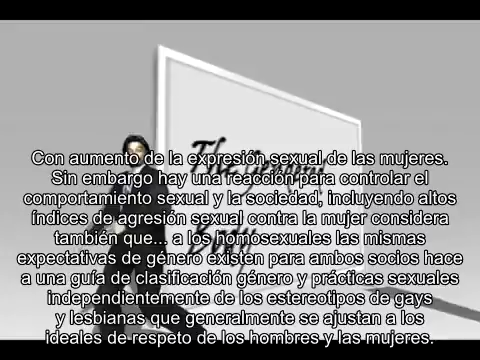 The
Body
Con aumento de la expresión sexual de las mujeres.
Sin embargo hay una reacción para controlar el
comportamiento sexual y la sociedad, incluyendo altos
índices de agresión sexual contra la mujer considera
también que... a los homosexuales las mismas
expectativas de género existen para ambos socios hace
a una guía de clasificación género y prácticas sexuales
independientemente de los estereotipos de gays
y lesbianas que generalmente se ajustan a los
ideales de respeto de los hombres y las mujeres.